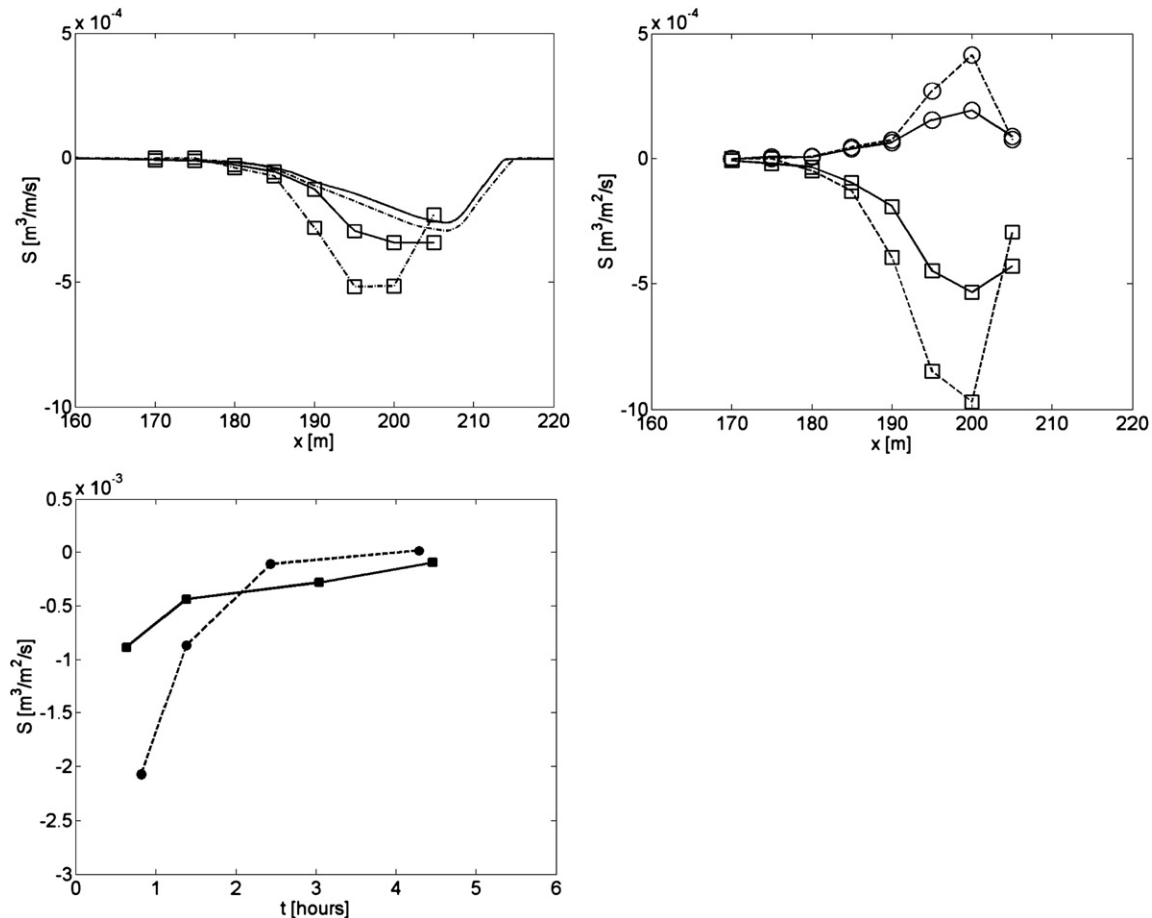 x 10⁻⁴
5
0
-5
-10
160 170 180 190 200 210 220
x [m]
S [m³/m/s]
x 10⁻⁴
5
0
-5
-10
160 170 180 190 200 210 220
x [m]
S [m³/m²/s]
x 10⁻³
0.5
0
-0.5
-1
-1.5
-2
-2.5
-3
0 1 2 3 4 5 6
t [hours]
S [m³/m²/s]